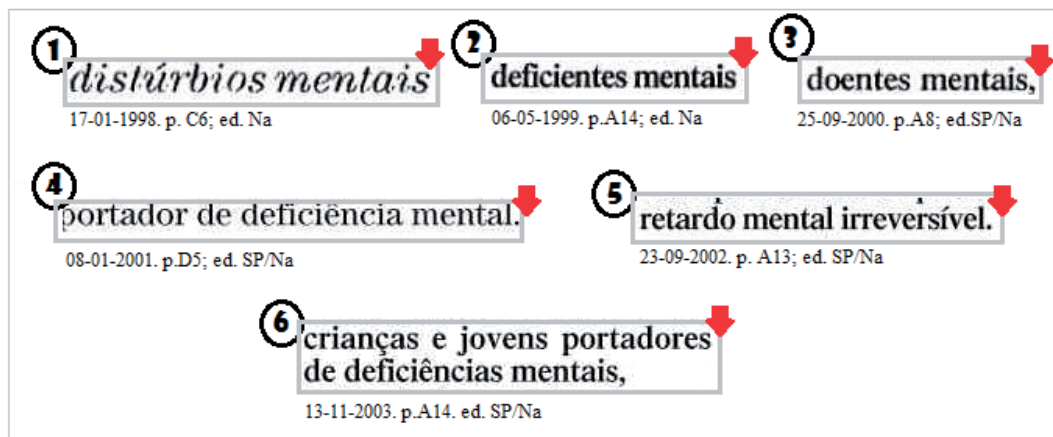 1
distúrbios mentais
17-01-1998. p. C6; ed. Na
2
deficientes mentais
06-05-1999. p.A14; ed. Na
3
doentes mentais,
25-09-2000. p.A8; ed.SP/Na
4
portador de deficiência mental.
08-01-2001. p.D5; ed. SP/Na
5
retardo mental irreversível.
23-09-2002. p. A13; ed. SP/Na
6
crianças e jovens portadores
de deficiências mentais,
13-11-2003. p.A14. ed. SP/Na